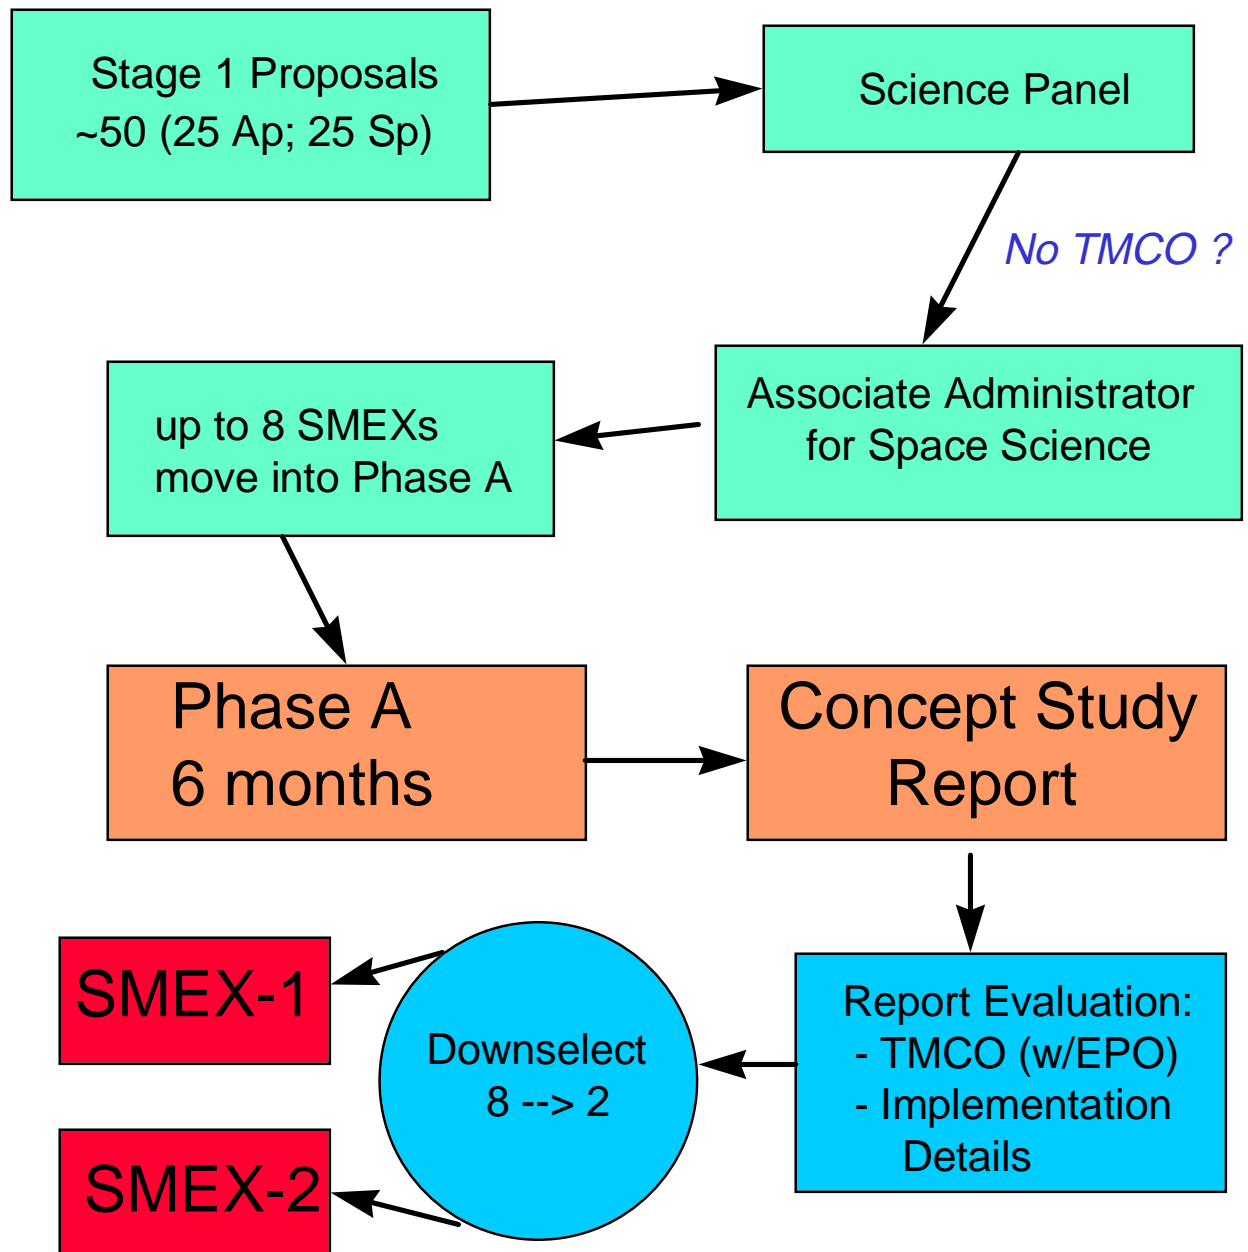 Stage 1 Proposals
~50 (25 Ap; 25 Sp)
Science Panel
No TMCO ?
Associate Administrator
for Space Science
up to 8 SMEXs
move into Phase A
Phase A
6 months
Concept Study
Report
Report Evaluation:
- TMCO (w/EPO)
- Implementation
Details
Downselect
8 --> 2
SMEX-1
SMEX-2